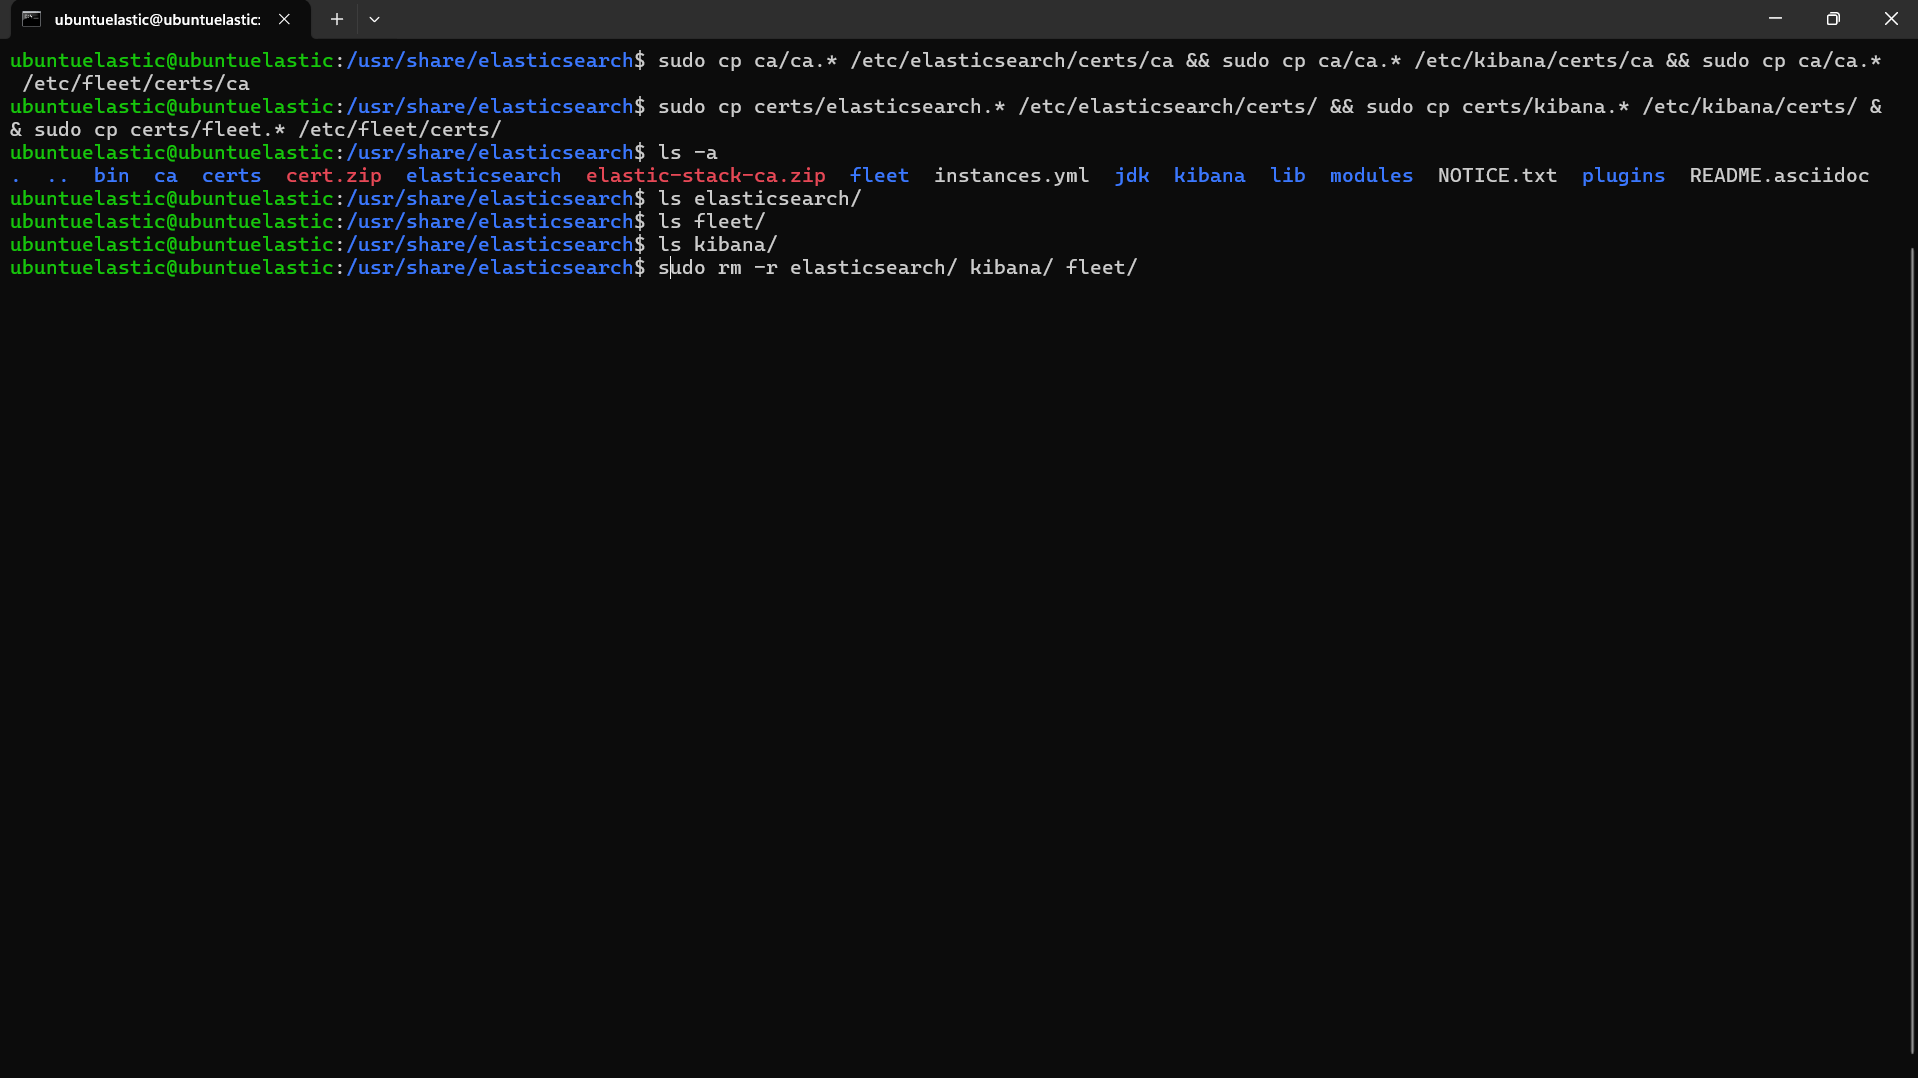 ubuntuelastic@ubuntuelastic:
ubuntuelastic@ubuntuelastic:/usr/share/elasticsearch$ sudo cp ca/ca.* /etc/elasticsearch/certs/ca && sudo cp ca/ca.* /etc/kibana/certs/ca && sudo cp ca/ca.*
 /etc/fleet/certs/ca
ubuntuelastic@ubuntuelastic:/usr/share/elasticsearch$ sudo cp certs/elasticsearch.* /etc/elasticsearch/certs/ && sudo cp certs/kibana.* /etc/kibana/certs/ &
& sudo cp certs/fleet.* /etc/fleet/certs/
ubuntuelastic@ubuntuelastic:/usr/share/elasticsearch$ ls -a
.  ..  bin  ca  certs  cert.zip  elasticsearch  elastic-stack-ca.zip  fleet  instances.yml  jdk  kibana  lib  modules  NOTICE.txt  plugins  README.asciidoc
ubuntuelastic@ubuntuelastic:/usr/share/elasticsearch$ ls elasticsearch/
ubuntuelastic@ubuntuelastic:/usr/share/elasticsearch$ ls fleet/
ubuntuelastic@ubuntuelastic:/usr/share/elasticsearch$ ls kibana/
ubuntuelastic@ubuntuelastic:/usr/share/elasticsearch$ sudo rm -r elasticsearch/ kibana/ fleet/